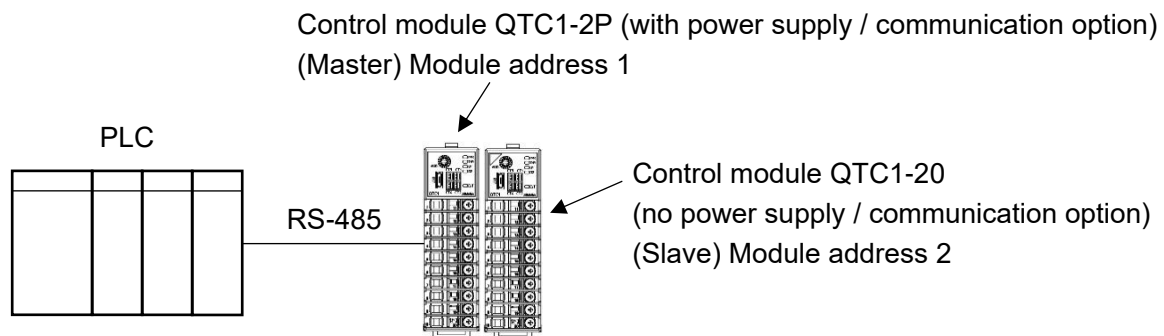 Control module QTC1-2P (with power supply / communication option)
(Master) Module address 1
PLC
Control module QTC1-20
(no power supply / communication option)
(Slave) Module address 2
RS-485